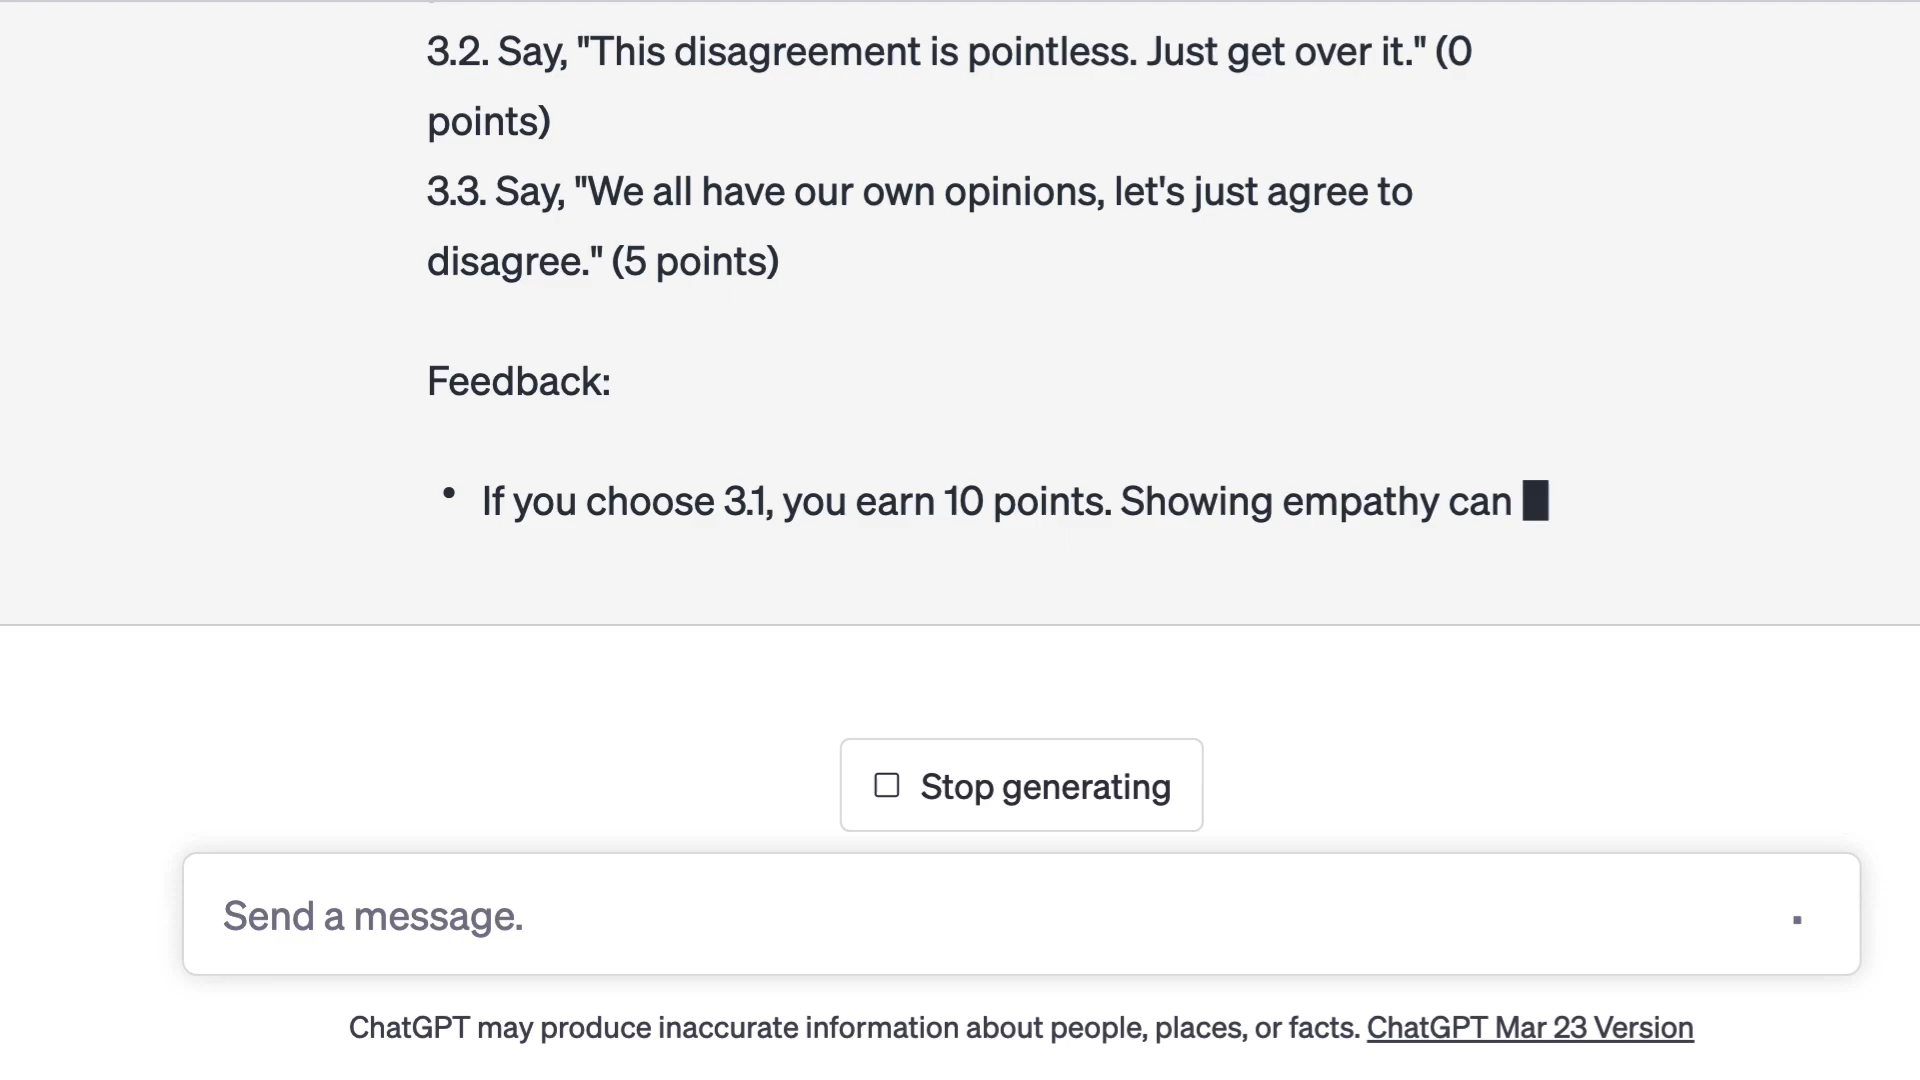 3.2. Say, "This disagreement is pointless. Just get over it." (0
points)
3.3. Say, "We all have our own opinions, let's just agree to
disagree." (5 points)
Feedback:
• If you choose 3.1, you earn 10 points. Showing empathy can
Stop generating
Send a message.
ChatGPT may produce inaccurate information about people, places, or facts. ChatGPT Mar 23 Version